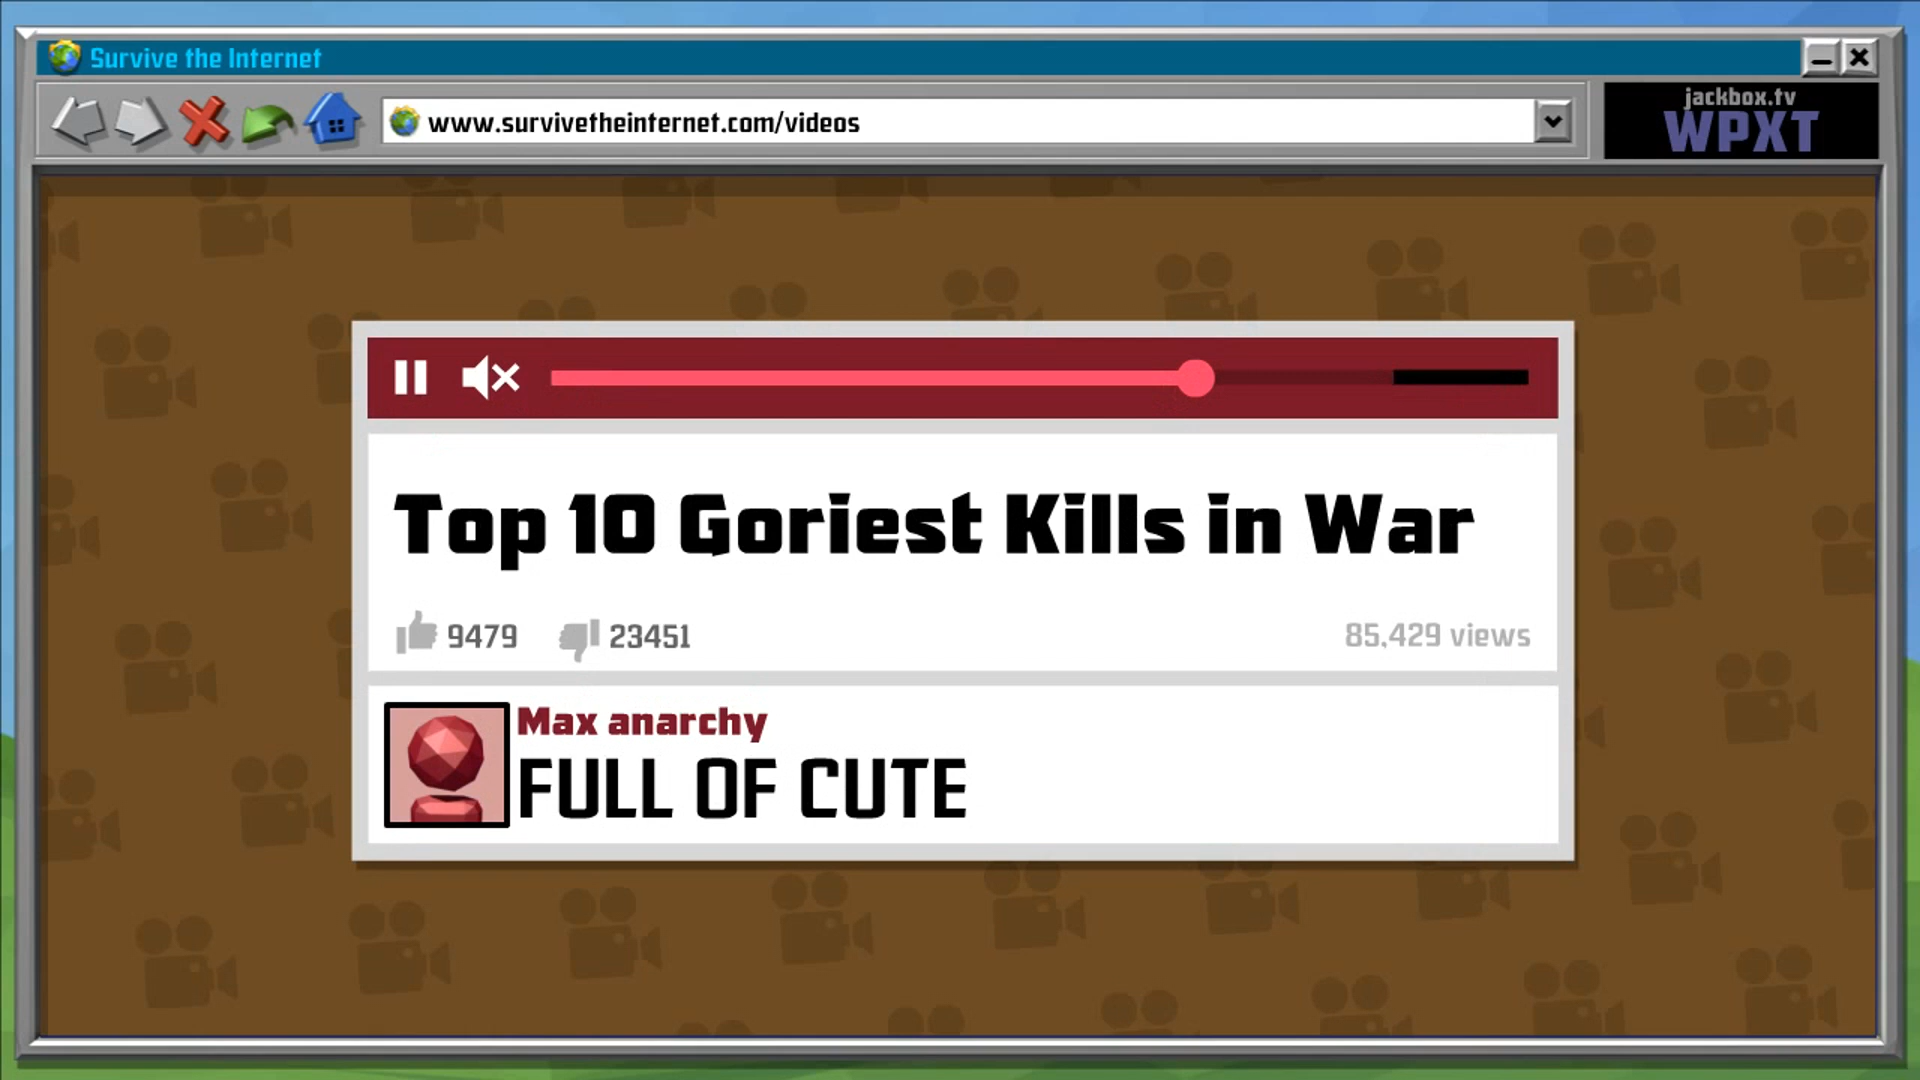 Survive the Internet
www.survivetheinternet.com/videos
jackbox.tv
WPXT
Top 10 Goriest Kills in War
9479 23451 85,429 views
Max anarchy
FULL OF CUTE